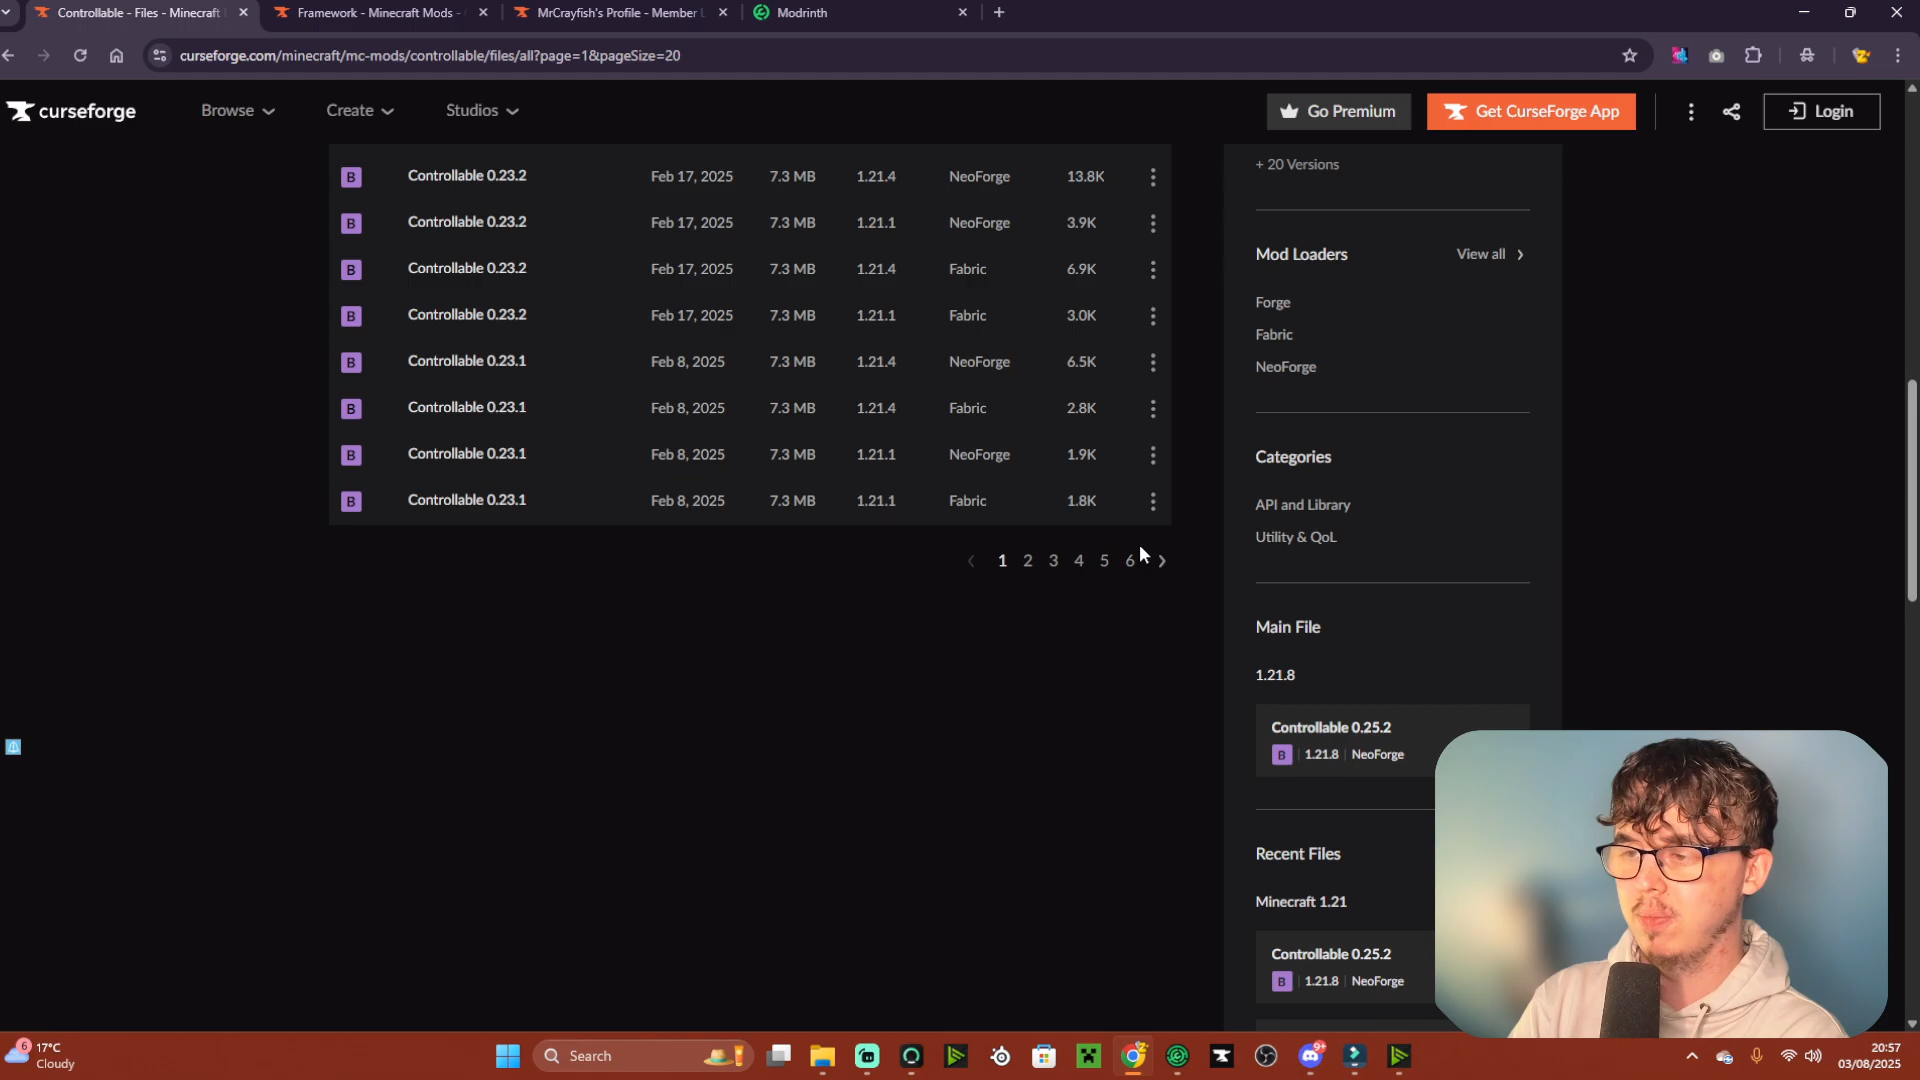 Controllable - Files - Minecraft
Framework - Minecraft Mods -
MrCrayfish's Profile - Member L
Modrinth
curseforge.com/minecraft/mc-mods/controllable/files/all?page=1&pageSize=20
curseforge
Browse
Create
Studios
Go Premium
Get CurseForge App
Login
B Controllable 0.23.2 Feb 17, 2025 7.3 MB 1.21.4 NeoForge 13.8K
B Controllable 0.23.2 Feb 17, 2025 7.3 MB 1.21.1 NeoForge 3.9K
B Controllable 0.23.2 Feb 17, 2025 7.3 MB 1.21.4 Fabric 6.9K
B Controllable 0.23.2 Feb 17, 2025 7.3 MB 1.21.1 Fabric 3.0K
B Controllable 0.23.1 Feb 8, 2025 7.3 MB 1.21.4 NeoForge 6.5K
B Controllable 0.23.1 Feb 8, 2025 7.3 MB 1.21.4 Fabric 2.8K
B Controllable 0.23.1 Feb 8, 2025 7.3 MB 1.21.1 NeoForge 1.9K
B Controllable 0.23.1 Feb 8, 2025 7.3 MB 1.21.1 Fabric 1.8K
1 2 3 4 5 6
+ 20 Versions
Mod Loaders
View all
Forge
Fabric
NeoForge
Categories
API and Library
Utility & QoL
Main File
1.21.8
Controllable 0.25.2
B 1.21.8 NeoForge
Recent Files
Minecraft 1.21
Controllable 0.25.2
B 1.21.8 NeoForge
6
17°C
Cloudy
Search
9+
20:57
03/08/2025